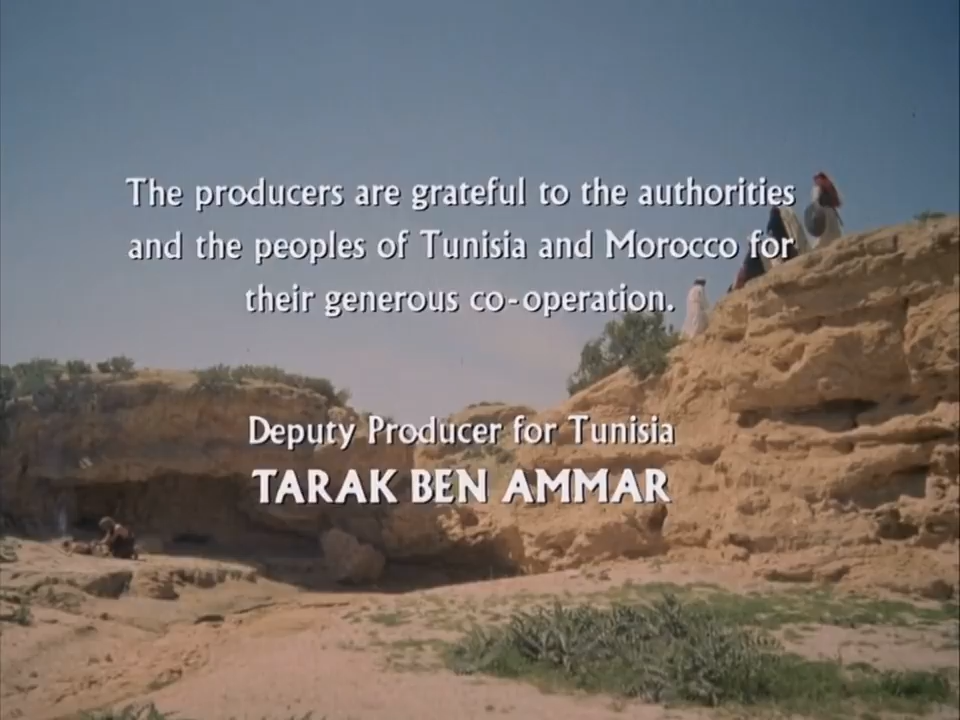 The producers are grateful to the authorities
and the peoples of Tunisia and Morocco for
their generous co-operation.
Deputy Producer for Tunisia
TARAK BEN AMMAR